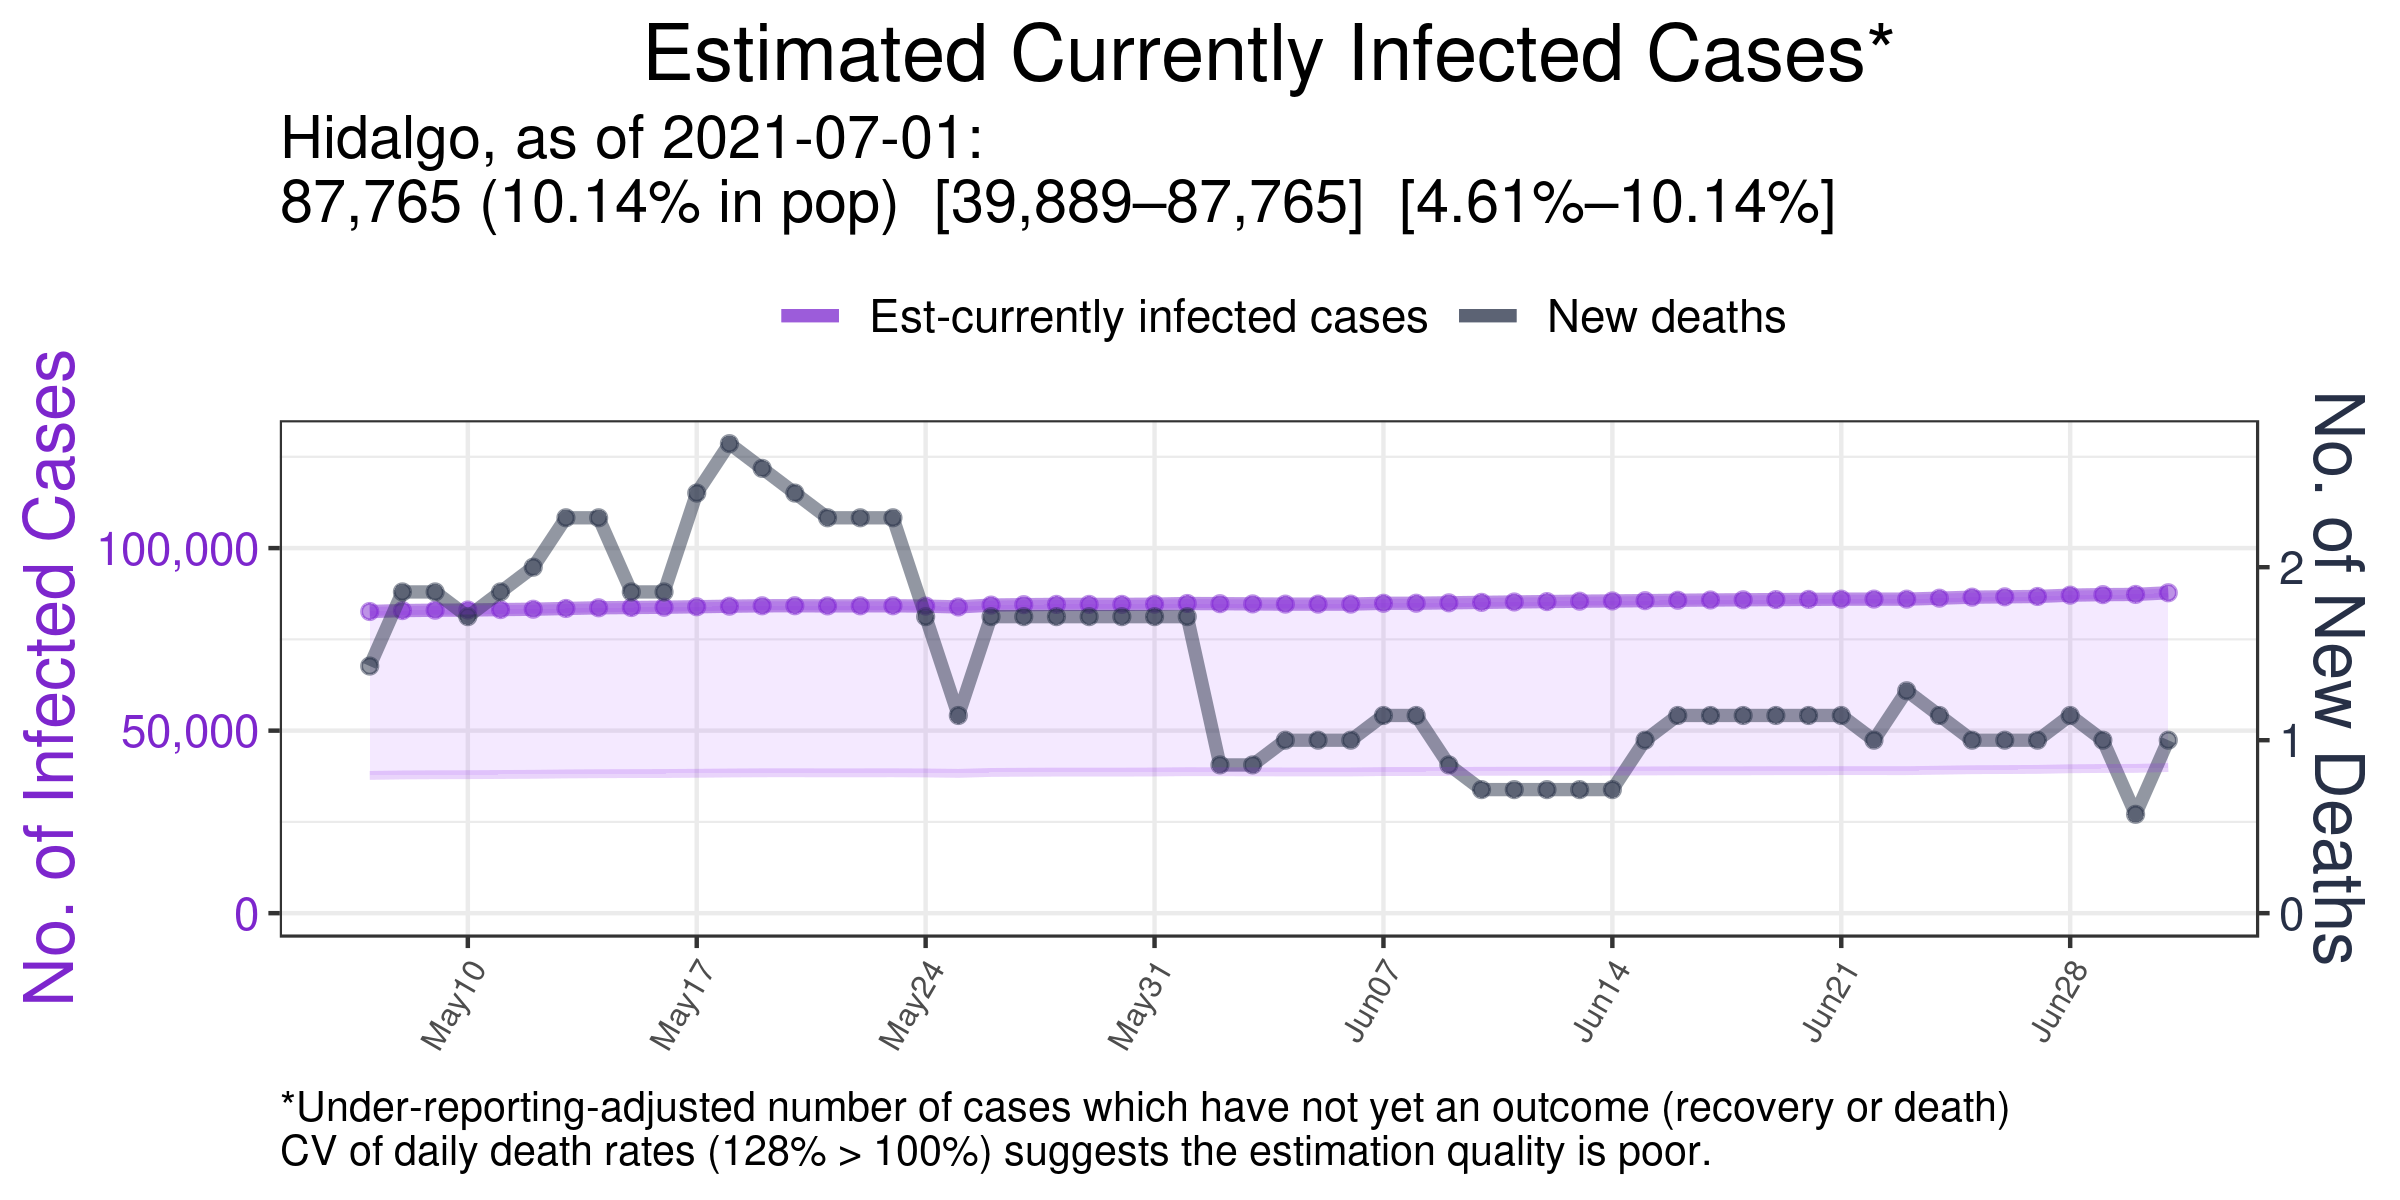 Estimated Currently Infected Cases*
Hidalgo, as of 2021-07-01:
87,765 (10.14% in pop) [39,889–87,765] [4.61%–10.14%]
Est-currently infected cases
New deaths
No. of Infected Cases
100,000
50,000
0
No. of New Deaths
2
1
0
May10
May17
May24
May31
Jun07
Jun14
Jun21
Jun28
*Under-reporting-adjusted number of cases which have not yet an outcome (recovery or death)
CV of daily death rates (128% > 100%) suggests the estimation quality is poor.